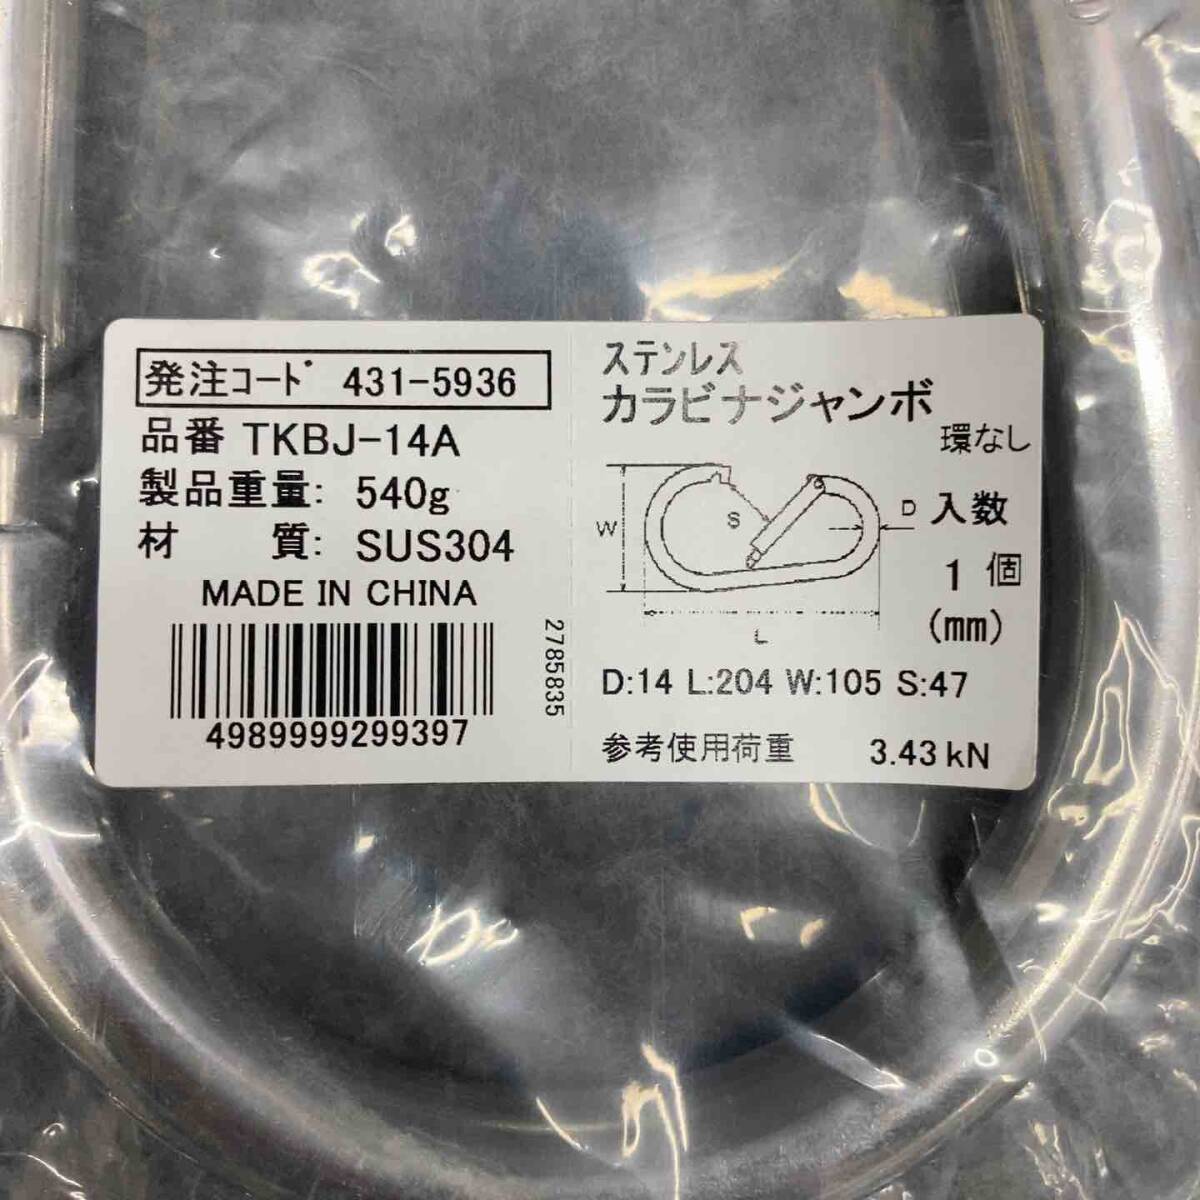 発注コード 431-5936
品番 TKBJ-14A
製品重量: 540g
材 質: SUS304
MADE IN CHINA
4989999299397
2785835
ステンレス
カラビナジャンボ
環なし
W
S
D
L
入数
1 個
(mm)
D:14 L:204 W:105 S:47
参考使用荷重 3.43 kN